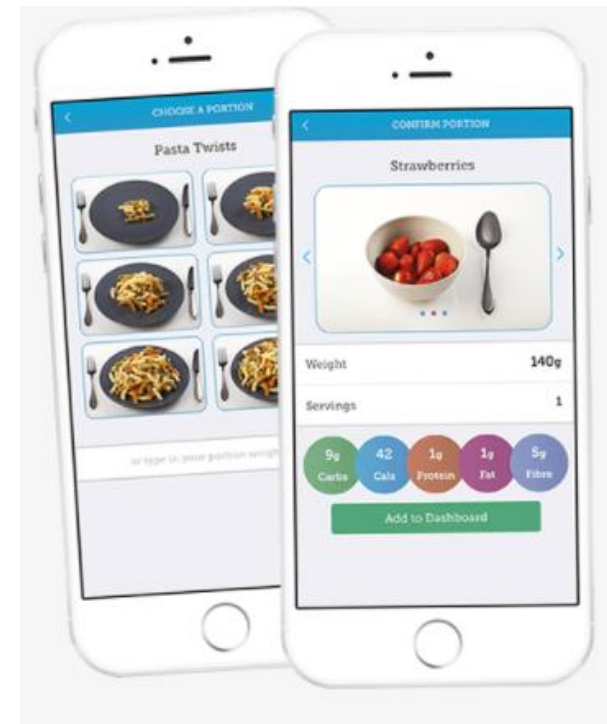 CHOOSE A PORTION
Pasta Twists
or type in your portion weigh
CONFIRM PORTION
Strawberries
Weight 140g
Servings 1
9g 42 1g 1g 5g
Carbs Cals Protein Fat Fibre
Add to Dashboard